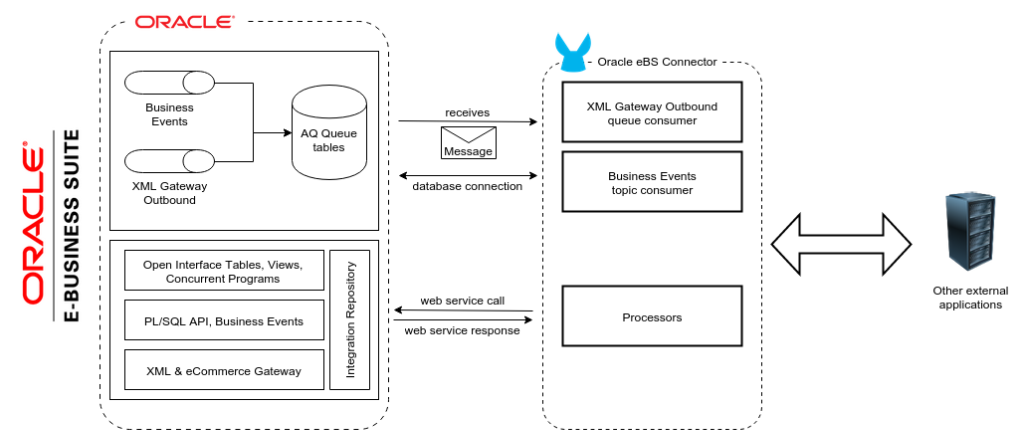 ORACLE
E-BUSINESS SUITE
ORACLE
Business
Events
XML Gateway
Outbound
AQ Queue
tables
Open Interface Tables, Views,
Concurrent Programs
PL/SQL API, Business Events
XML & eCommerce Gateway
Integration Repository
receives
Message
database connection
web service call
web service response
Oracle eBS Connector
XML Gateway Outbound
queue consumer
Business Events
topic consumer
Processors
Other external
applications